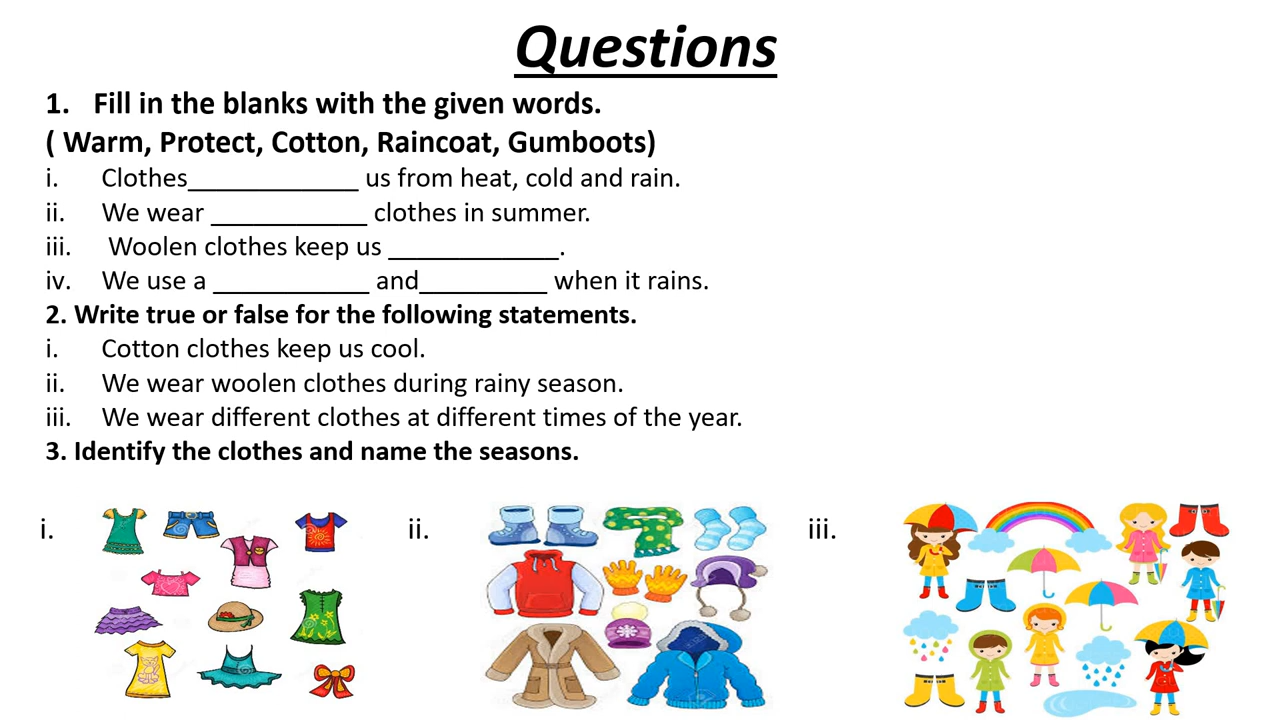 Questions
1. Fill in the blanks with the given words.
( Warm, Protect, Cotton, Raincoat, Gumboots)
i. Clothes____________ us from heat, cold and rain.
ii. We wear ___________ clothes in summer.
iii. Woolen clothes keep us ____________.
iv. We use a ___________ and_________ when it rains.
2. Write true or false for the following statements.
i. Cotton clothes keep us cool.
ii. We wear woolen clothes during rainy season.
iii. We wear different clothes at different times of the year.
3. Identify the clothes and name the seasons.
i. ii. iii.